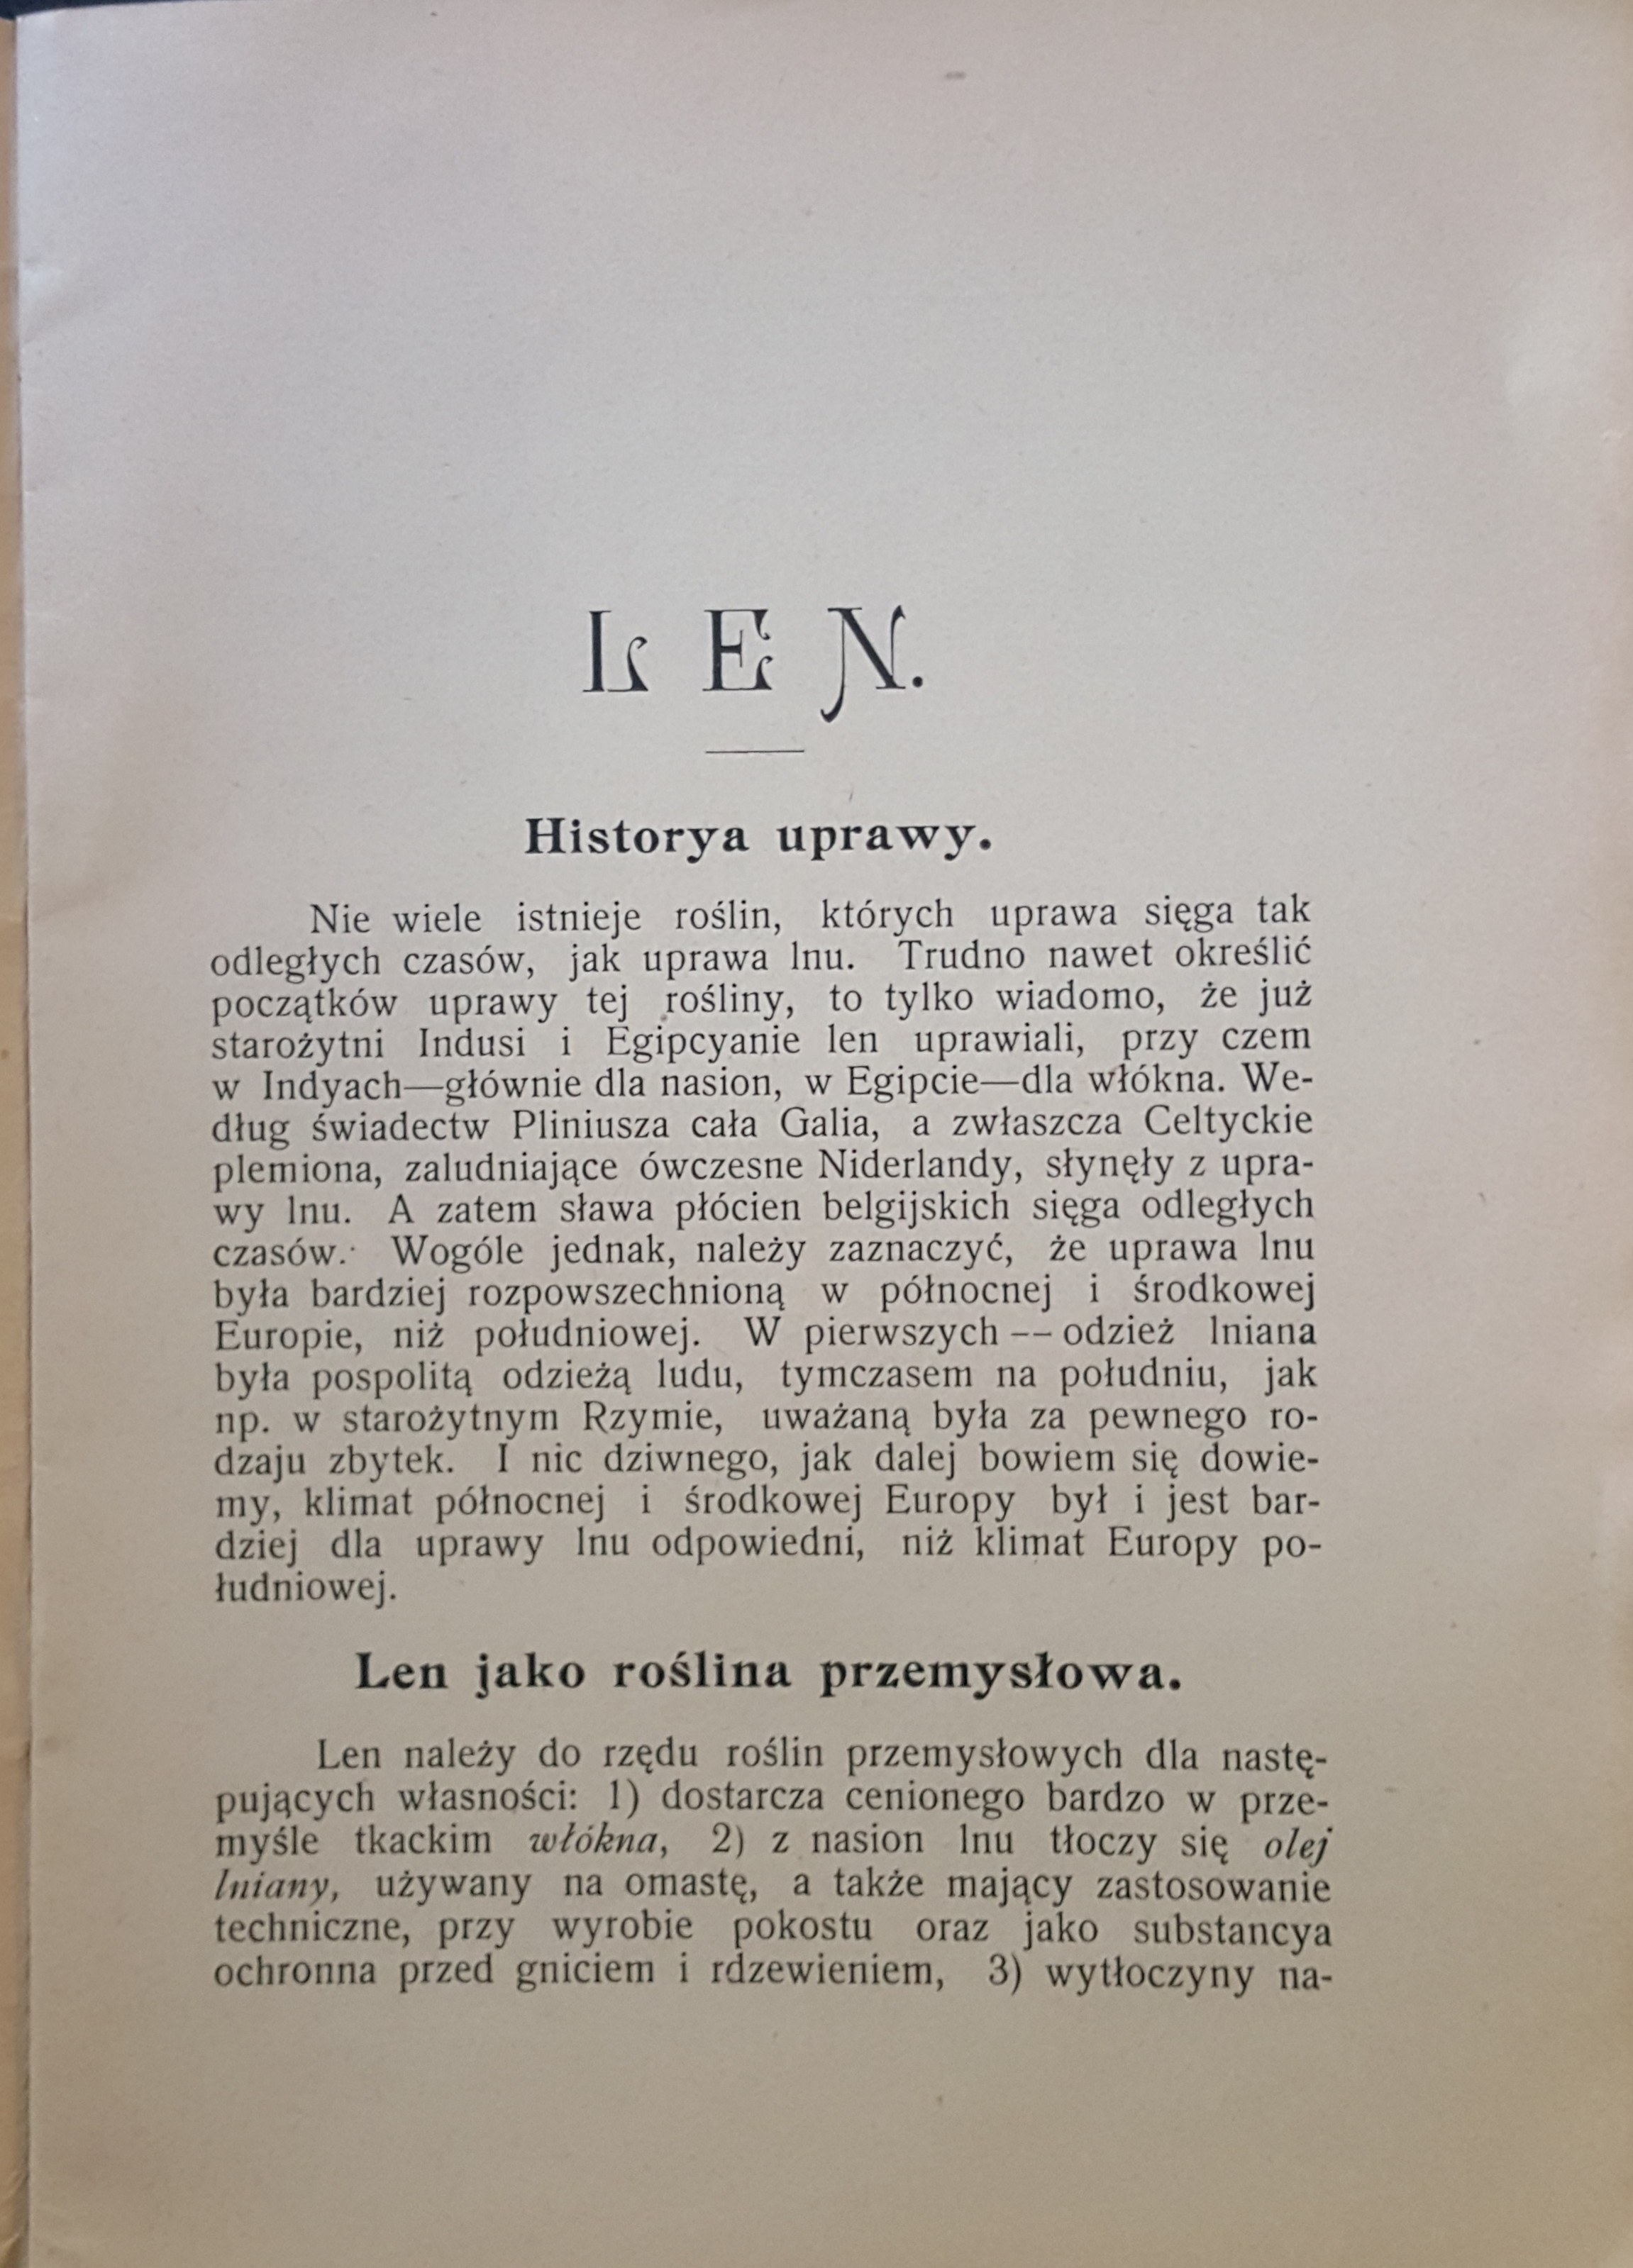 LEN.
Historya uprawy.
Nie wiele istnieje roślin, których uprawa sięga tak
odległych czasów, jak uprawa lnu. Trudno nawet określić
początków uprawy tej rośliny, to tylko wiadomo, że już
starożytni Indusi i Egipcyanie len uprawiali, przy czem
w Indyach—głównie dla nasion, w Egipcie—dla włókna. We-
dług świadectw Pliniusza cała Galia, a zwłaszcza Celtyckie
plemiona, zaludniające ówczesne Niderlandy, słynęły z upra-
wy lnu. A zatem sława płócien belgijskich sięga odległych
czasów. Wogóle jednak, należy zaznaczyć, że uprawa lnu
była bardziej rozpowszechnioną w północnej i środkowej
Europie, niż południowej. W pierwszych -- odzież lniana
była pospolitą odzieżą ludu, tymczasem na południu, jak
np. w starożytnym Rzymie, uważaną była za pewnego ro-
dzaju zbytek. I nic dziwnego, jak dalej bowiem się dowie-
my, klimat północnej i środkowej Europy był i jest bar-
dziej dla uprawy lnu odpowiedni, niż klimat Europy po-
łudniowej.
Len jako roślina przemysłowa.
Len należy do rzędu roślin przemysłowych dla nastę-
pujących własności: 1) dostarcza cenionego bardzo w prze-
myśle tkackim włókna, 2) z nasion lnu tłoczy się olej
lniany, używany na omastę, a także mający zastosowanie
techniczne, przy wyrobie pokostu oraz jako substancya
ochronna przed gniciem i rdzewieniem, 3) wytłoczyny na-